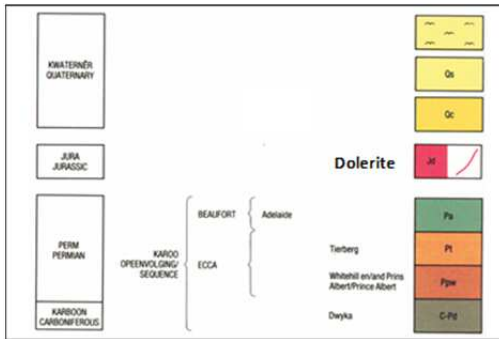 KWATERNÊR
QUATERNARY
Qs
Qc
JURA
JURASSIC
Dolerite
Jd
PERM
PERMIAN
KAROO
OPEENVOLGING/
SEQUENCE
BEAUFORT
Adelaide
Pa
ECCA
Tierberg
Pt
Whitehill en/and Prins
Albert/Prince Albert
Ppw
KARBOON
CARBONIFEROUS
Dwyka
C-Pd